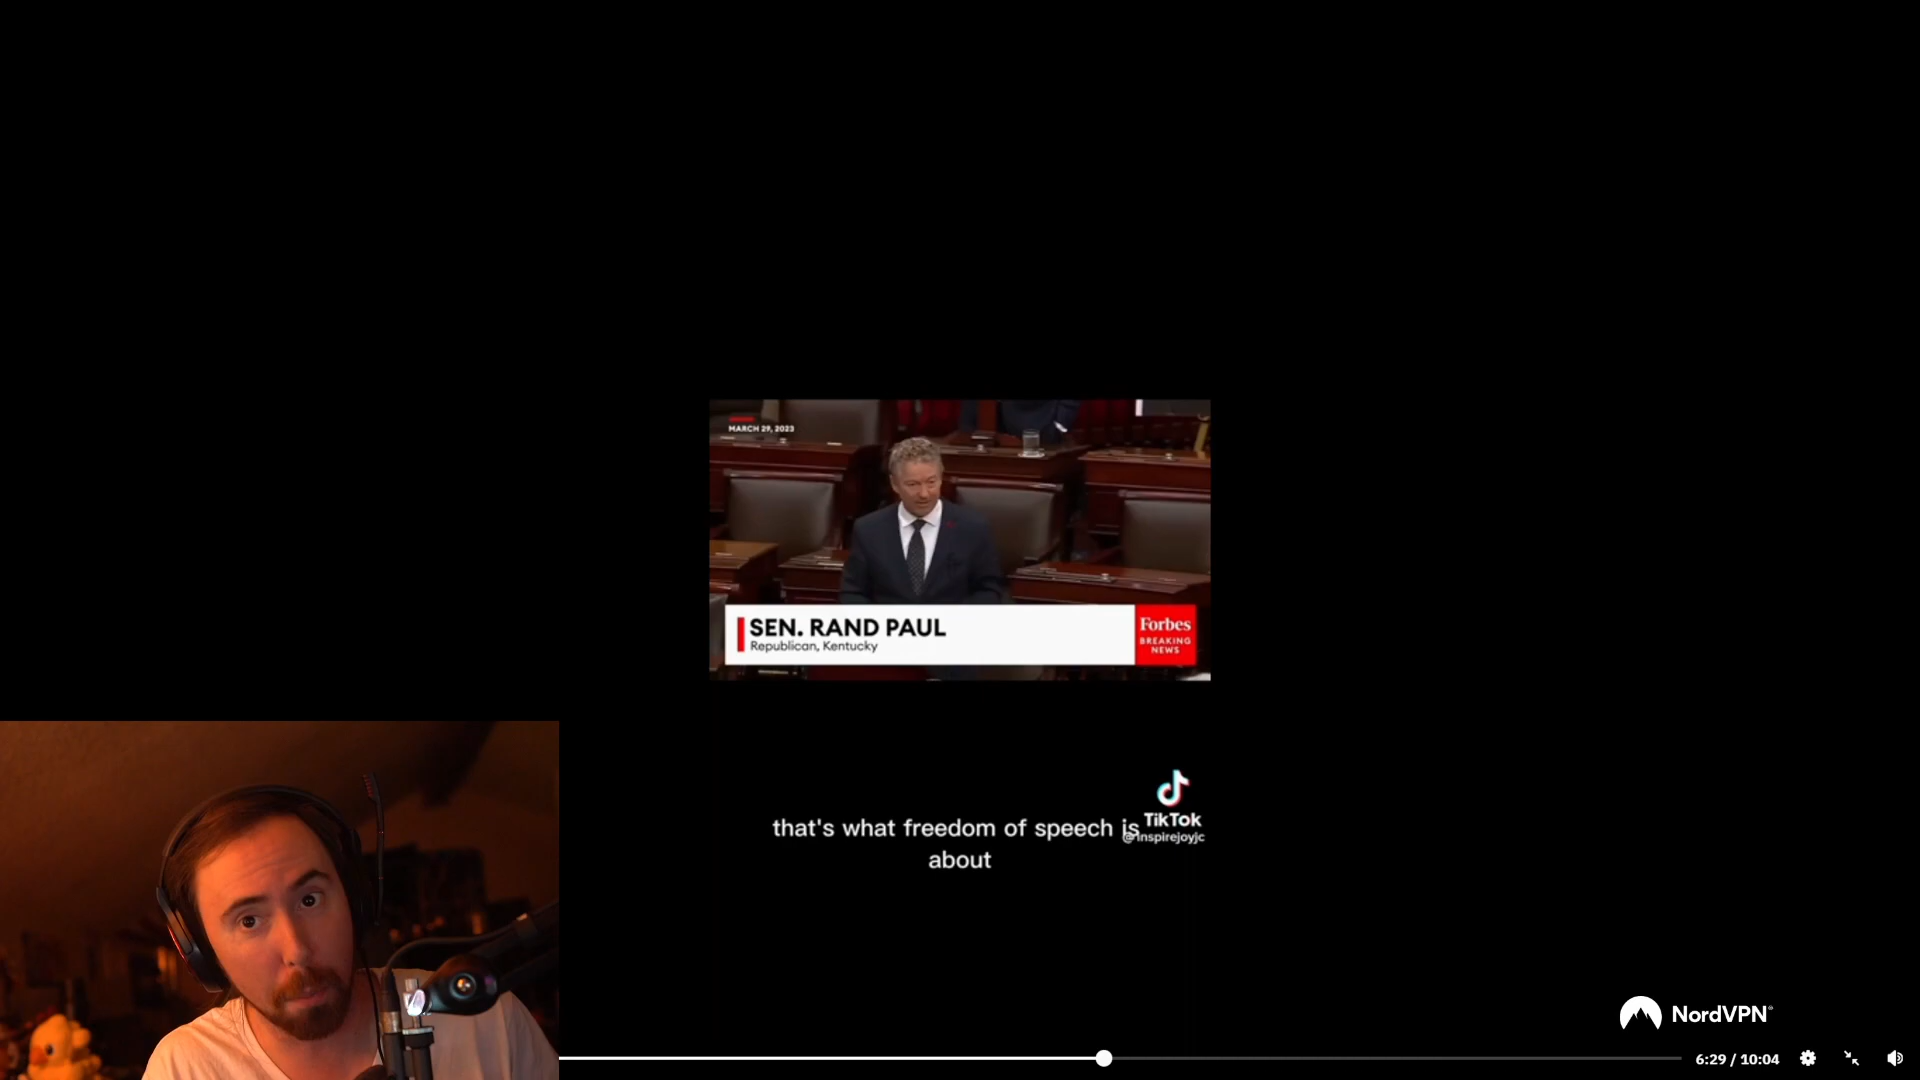 MARCH 29, 2023
SEN. RAND PAUL
Republican, Kentucky
Forbes
BREAKING
NEWS
that's what freedom of speech is
about
TikTok
@inspirejoyjc
NordVPN®
6:29 / 10:04